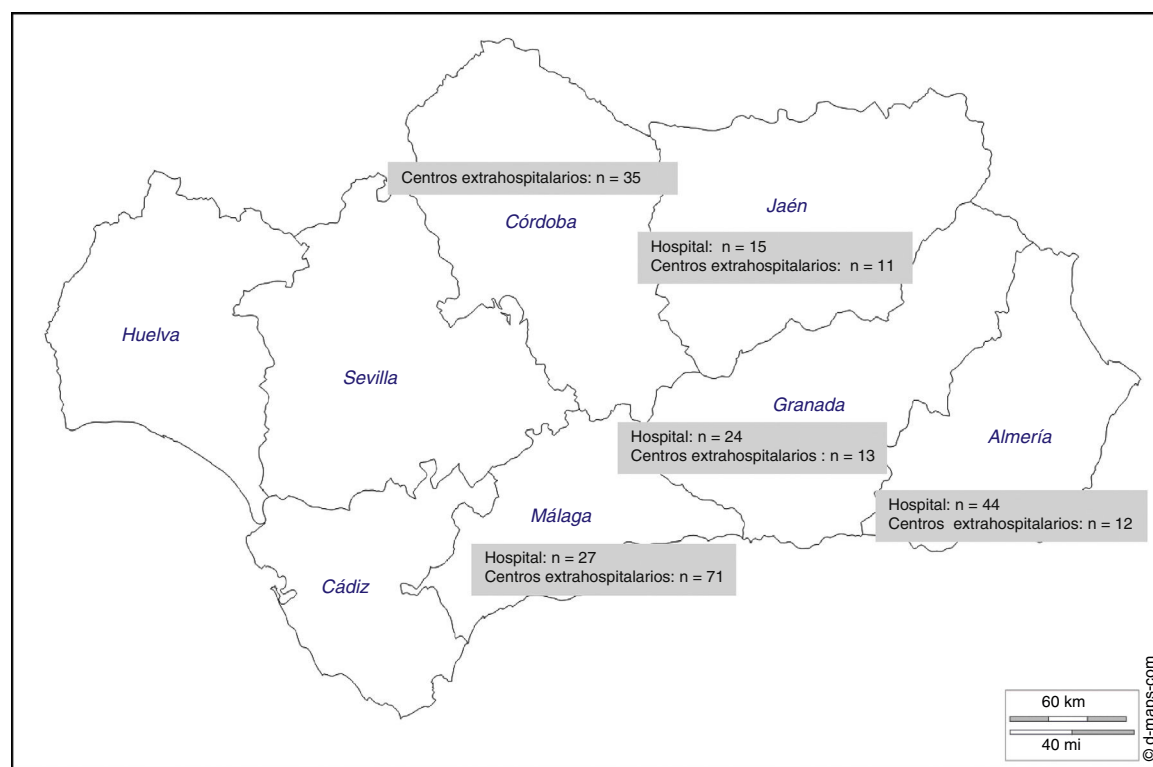 Centros extrahospitalarios: n = 35
Córdoba
Jaén
Hospital: n = 15
Centros extrahospitalarios: n = 11
Huelva
Sevilla
Granada
Hospital: n = 24
Centros extrahospitalarios : n = 13
Almería
Hospital: n = 44
Centros extrahospitalarios: n = 12
Málaga
Hospital: n = 27
Centros extrahospitalarios: n = 71
Cádiz
60 km
40 mi
© d-maps-com